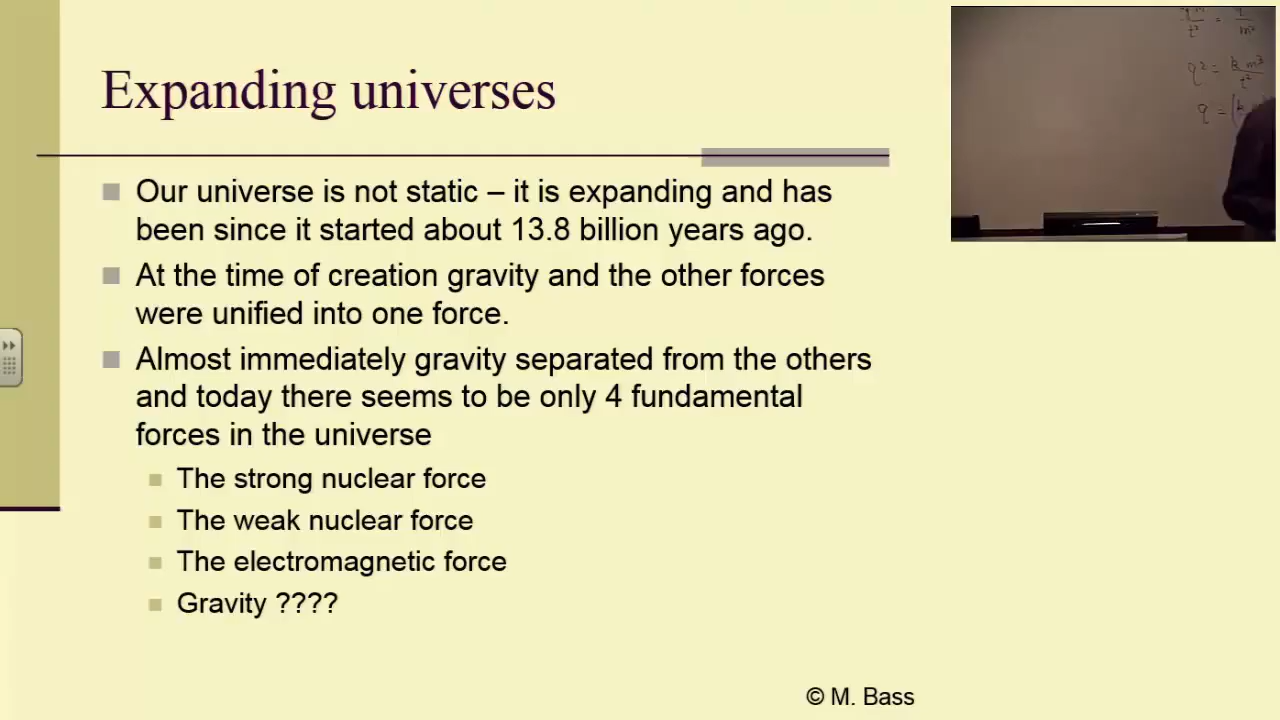 Expanding universes
Our universe is not static – it is expanding and has
been since it started about 13.8 billion years ago.
At the time of creation gravity and the other forces
were unified into one force.
Almost immediately gravity separated from the others
and today there seems to be only 4 fundamental
forces in the universe
The strong nuclear force
The weak nuclear force
The electromagnetic force
Gravity ????
© M. Bass